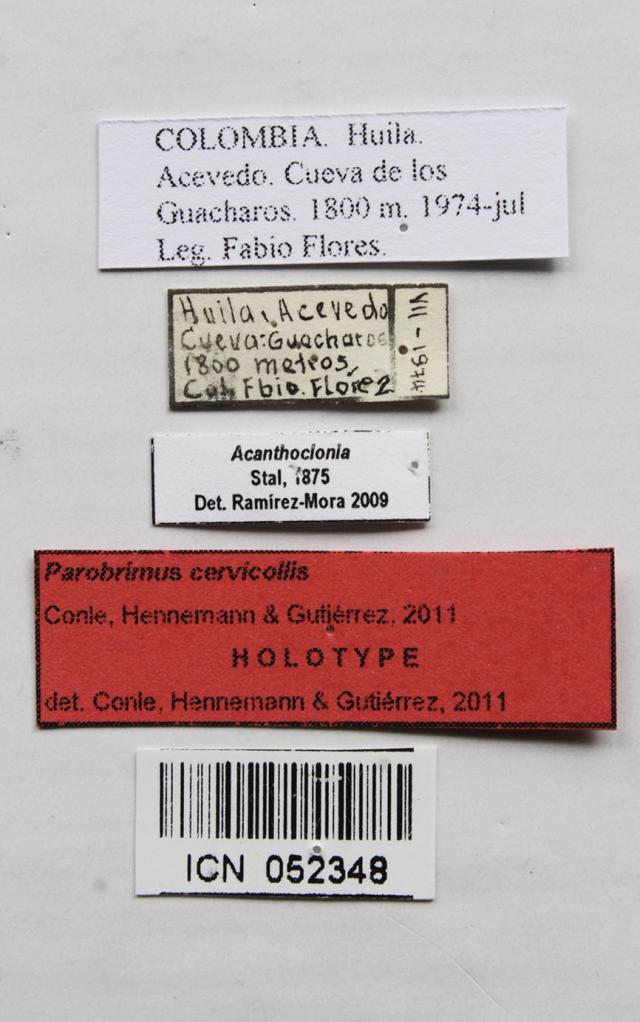 COLOMBIA. Huila.
Acevedo. Cueva de los
Guacharos. 1800 m. 1974-jul
Leg. Fabio Flores.
Huila, Acevedo
Cueva: Guacharos
1800 metros,
Col. Fbio. Florez
VII-1974
Acanthoclonia
Stal, 1875
Det. Ramírez-Mora 2009
Parobrimus cervicollis
Conle, Hennemann & Gutiérrez, 2011
HOLOTYPE
det. Conle, Hennemann & Gutiérrez, 2011
ICN 052348